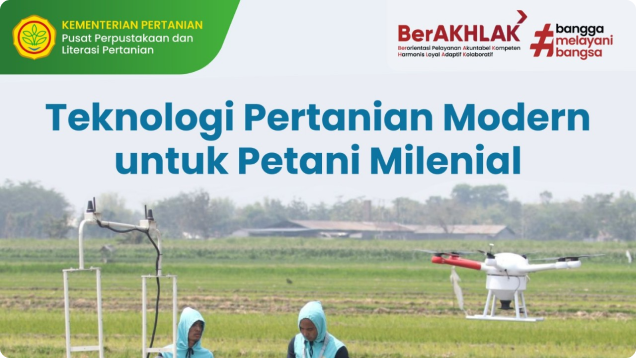 KEMENTERIAN PERTANIAN
Pusat Perpustakaan dan
Literasi Pertanian
BerAKHLAK
Berorientasi Pelayanan Akuntabel Kompeten
Harmonis Loyal Adaptif Kolaboratif
#bangga
melayani
bangsa
Teknologi Pertanian Modern
untuk Petani Milenial